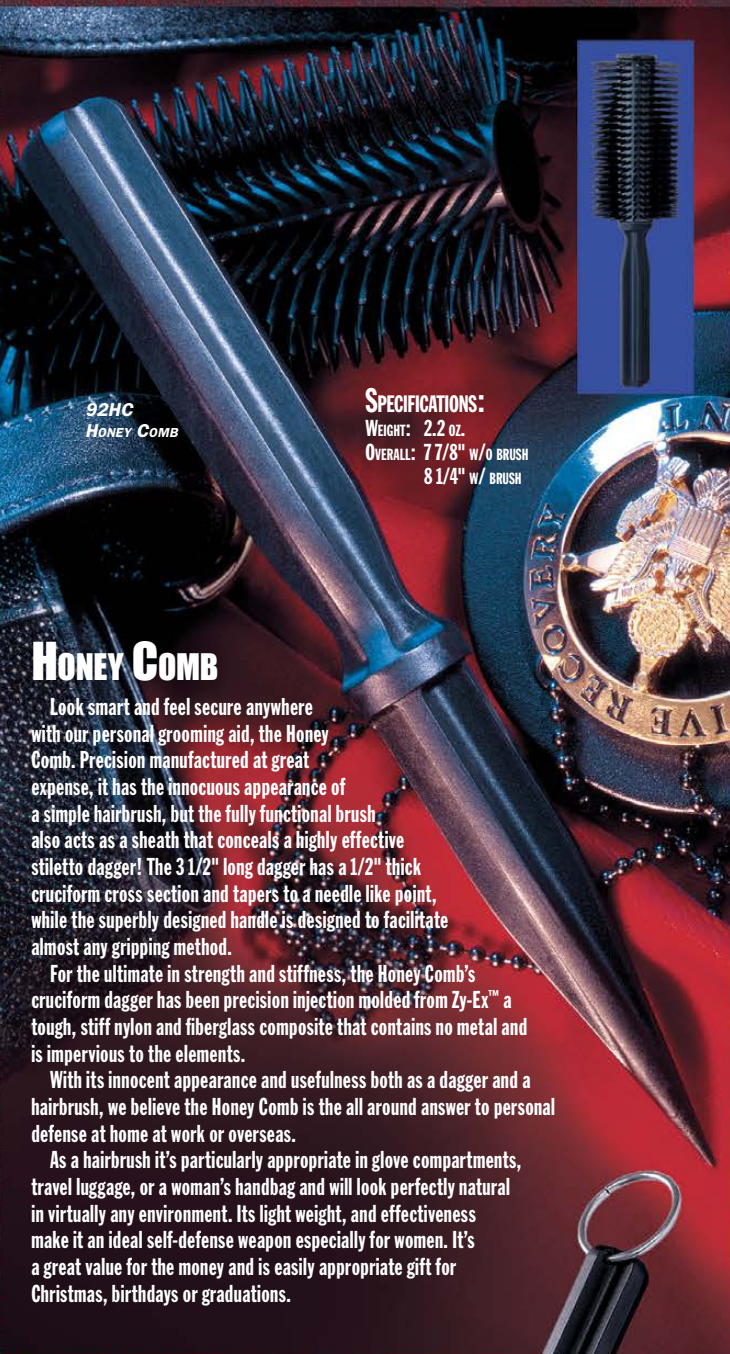 92HC
HONEY COMB
SPECIFICATIONS:
WEIGHT: 2.2 OZ.
OVERALL: 7 7/8" W/O BRUSH
8 1/4" W/ BRUSH
RECOVERY
HONEY COMB
Look smart and feel secure anywhere
with our personal grooming aid, the Honey
Comb. Precision manufactured at great
expense, it has the innocuous appearance of
a simple hairbrush, but the fully functional brush
also acts as a sheath that conceals a highly effective
stiletto dagger! The 3 1/2" long dagger has a 1/2" thick
cruciform cross section and tapers to a needle like point,
while the superbly designed handle is designed to facilitate
almost any gripping method.
For the ultimate in strength and stiffness, the Honey Comb's
cruciform dagger has been precision injection molded from Zy-Ex™ a
tough, stiff nylon and fiberglass composite that contains no metal and
is impervious to the elements.
With its innocent appearance and usefulness both as a dagger and a
hairbrush, we believe the Honey Comb is the all around answer to personal
defense at home at work or overseas.
As a hairbrush it's particularly appropriate in glove compartments,
travel luggage, or a woman's handbag and will look perfectly natural
in virtually any environment. Its light weight, and effectiveness
make it an ideal self-defense weapon especially for women. It's
a great value for the money and is easily appropriate gift for
Christmas, birthdays or graduations.